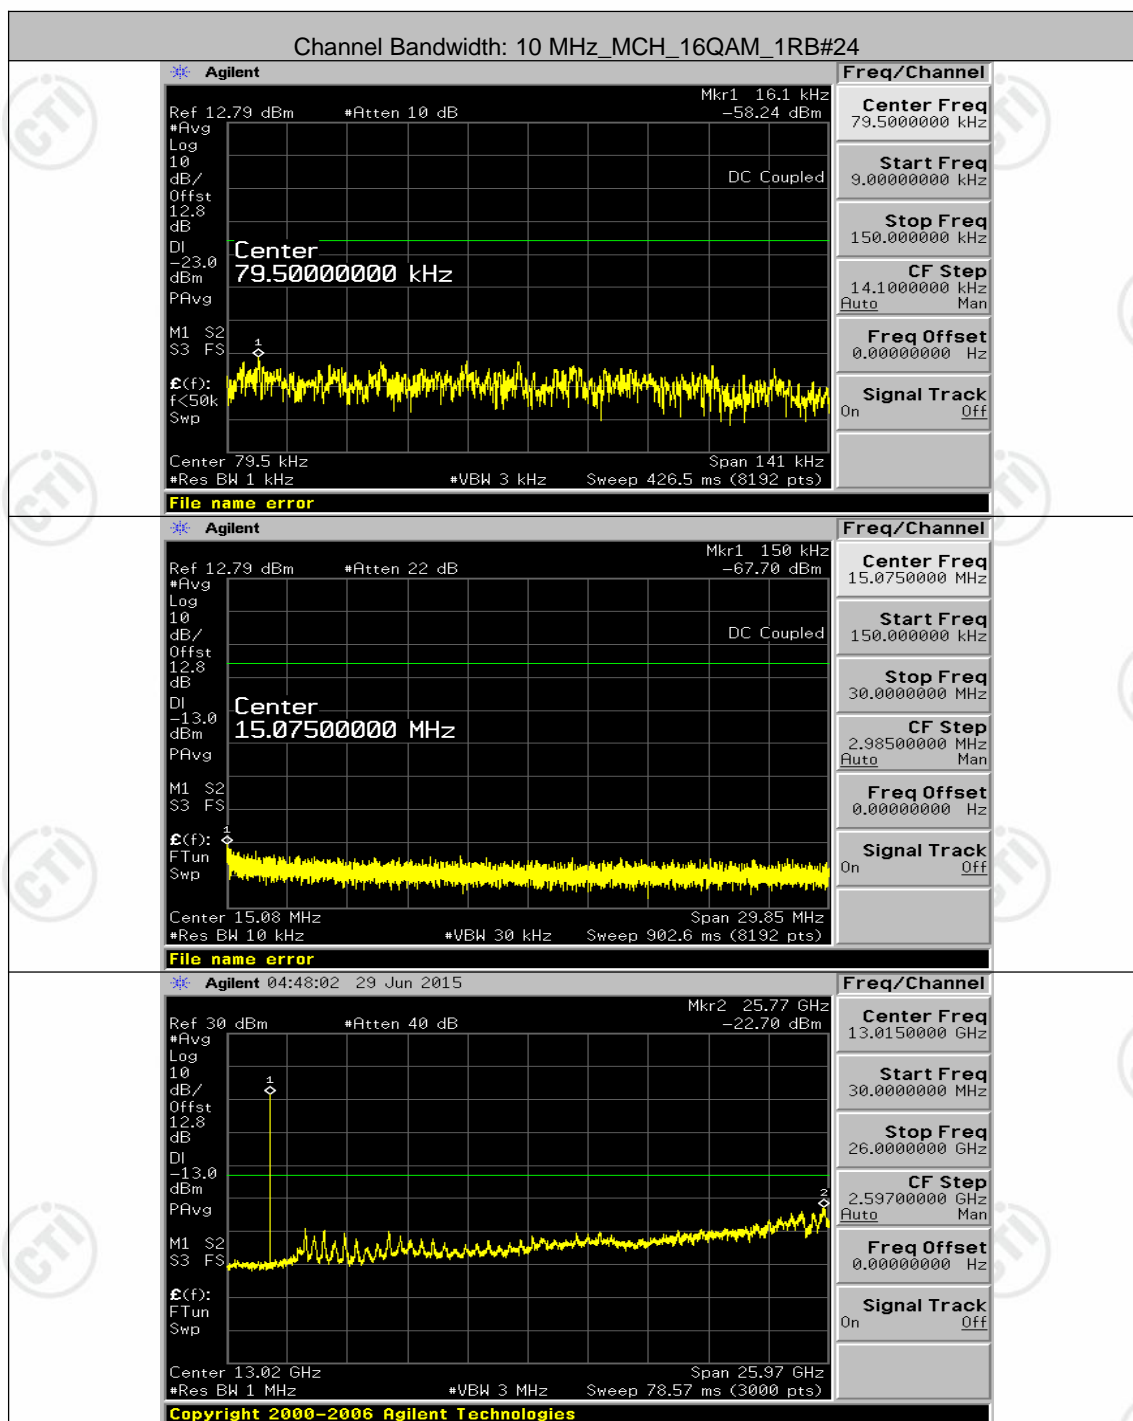 Channel Bandwidth: 10 MHz_MCH_16QAM_1RB#24
Agilent
Freq/Channel
Mkr1 16.1 kHz
Ref 12.79 dBm #Atten 10 dB -58.24 dBm
#Avg
Log
10
dB/
Offst
12.8
dB
DI
-23.0
dBm
PAvg
M1 S2
S3 FS
£(f):
f<50k
Swp
DC Coupled
Center
79.50000000 kHz
1
Center 79.5 kHz Span 141 kHz
#Res BW 1 kHz #VBW 3 kHz Sweep 426.5 ms (8192 pts)
File name error
Center Freq
79.5000000 kHz
Start Freq
9.00000000 kHz
Stop Freq
150.000000 kHz
CF Step
14.1000000 kHz
Auto Man
Freq Offset
0.00000000 Hz
Signal Track
On Off
Agilent
Freq/Channel
Mkr1 150 kHz
Ref 12.79 dBm #Atten 22 dB -67.70 dBm
#Avg
Log
10
dB/
Offst
12.8
dB
DI
-13.0
dBm
PAvg
M1 S2
S3 FS
£(f):
FTun
Swp
DC Coupled
Center
15.07500000 MHz
1
Center 15.08 MHz Span 29.85 MHz
#Res BW 10 kHz #VBW 30 kHz Sweep 902.6 ms (8192 pts)
File name error
Center Freq
15.0750000 MHz
Start Freq
150.000000 kHz
Stop Freq
30.0000000 MHz
CF Step
2.98500000 MHz
Auto Man
Freq Offset
0.00000000 Hz
Signal Track
On Off
Agilent 04:48:02 29 Jun 2015
Freq/Channel
Mkr2 25.77 GHz
Ref 30 dBm #Atten 40 dB -22.70 dBm
#Avg
Log
10
dB/
Offst
12.8
dB
DI
-13.0
dBm
PAvg
M1 S2
S3 FS
£(f):
FTun
Swp
1
2
Center 13.02 GHz Span 25.97 GHz
#Res BW 1 MHz #VBW 3 MHz Sweep 78.57 ms (3000 pts)
Copyright 2000-2006 Agilent Technologies
Center Freq
13.0150000 GHz
Start Freq
30.0000000 MHz
Stop Freq
26.0000000 GHz
CF Step
2.59700000 GHz
Auto Man
Freq Offset
0.00000000 Hz
Signal Track
On Off
CTI
CTI
CTI
CTI
CTI
CTI
CTI
CTI